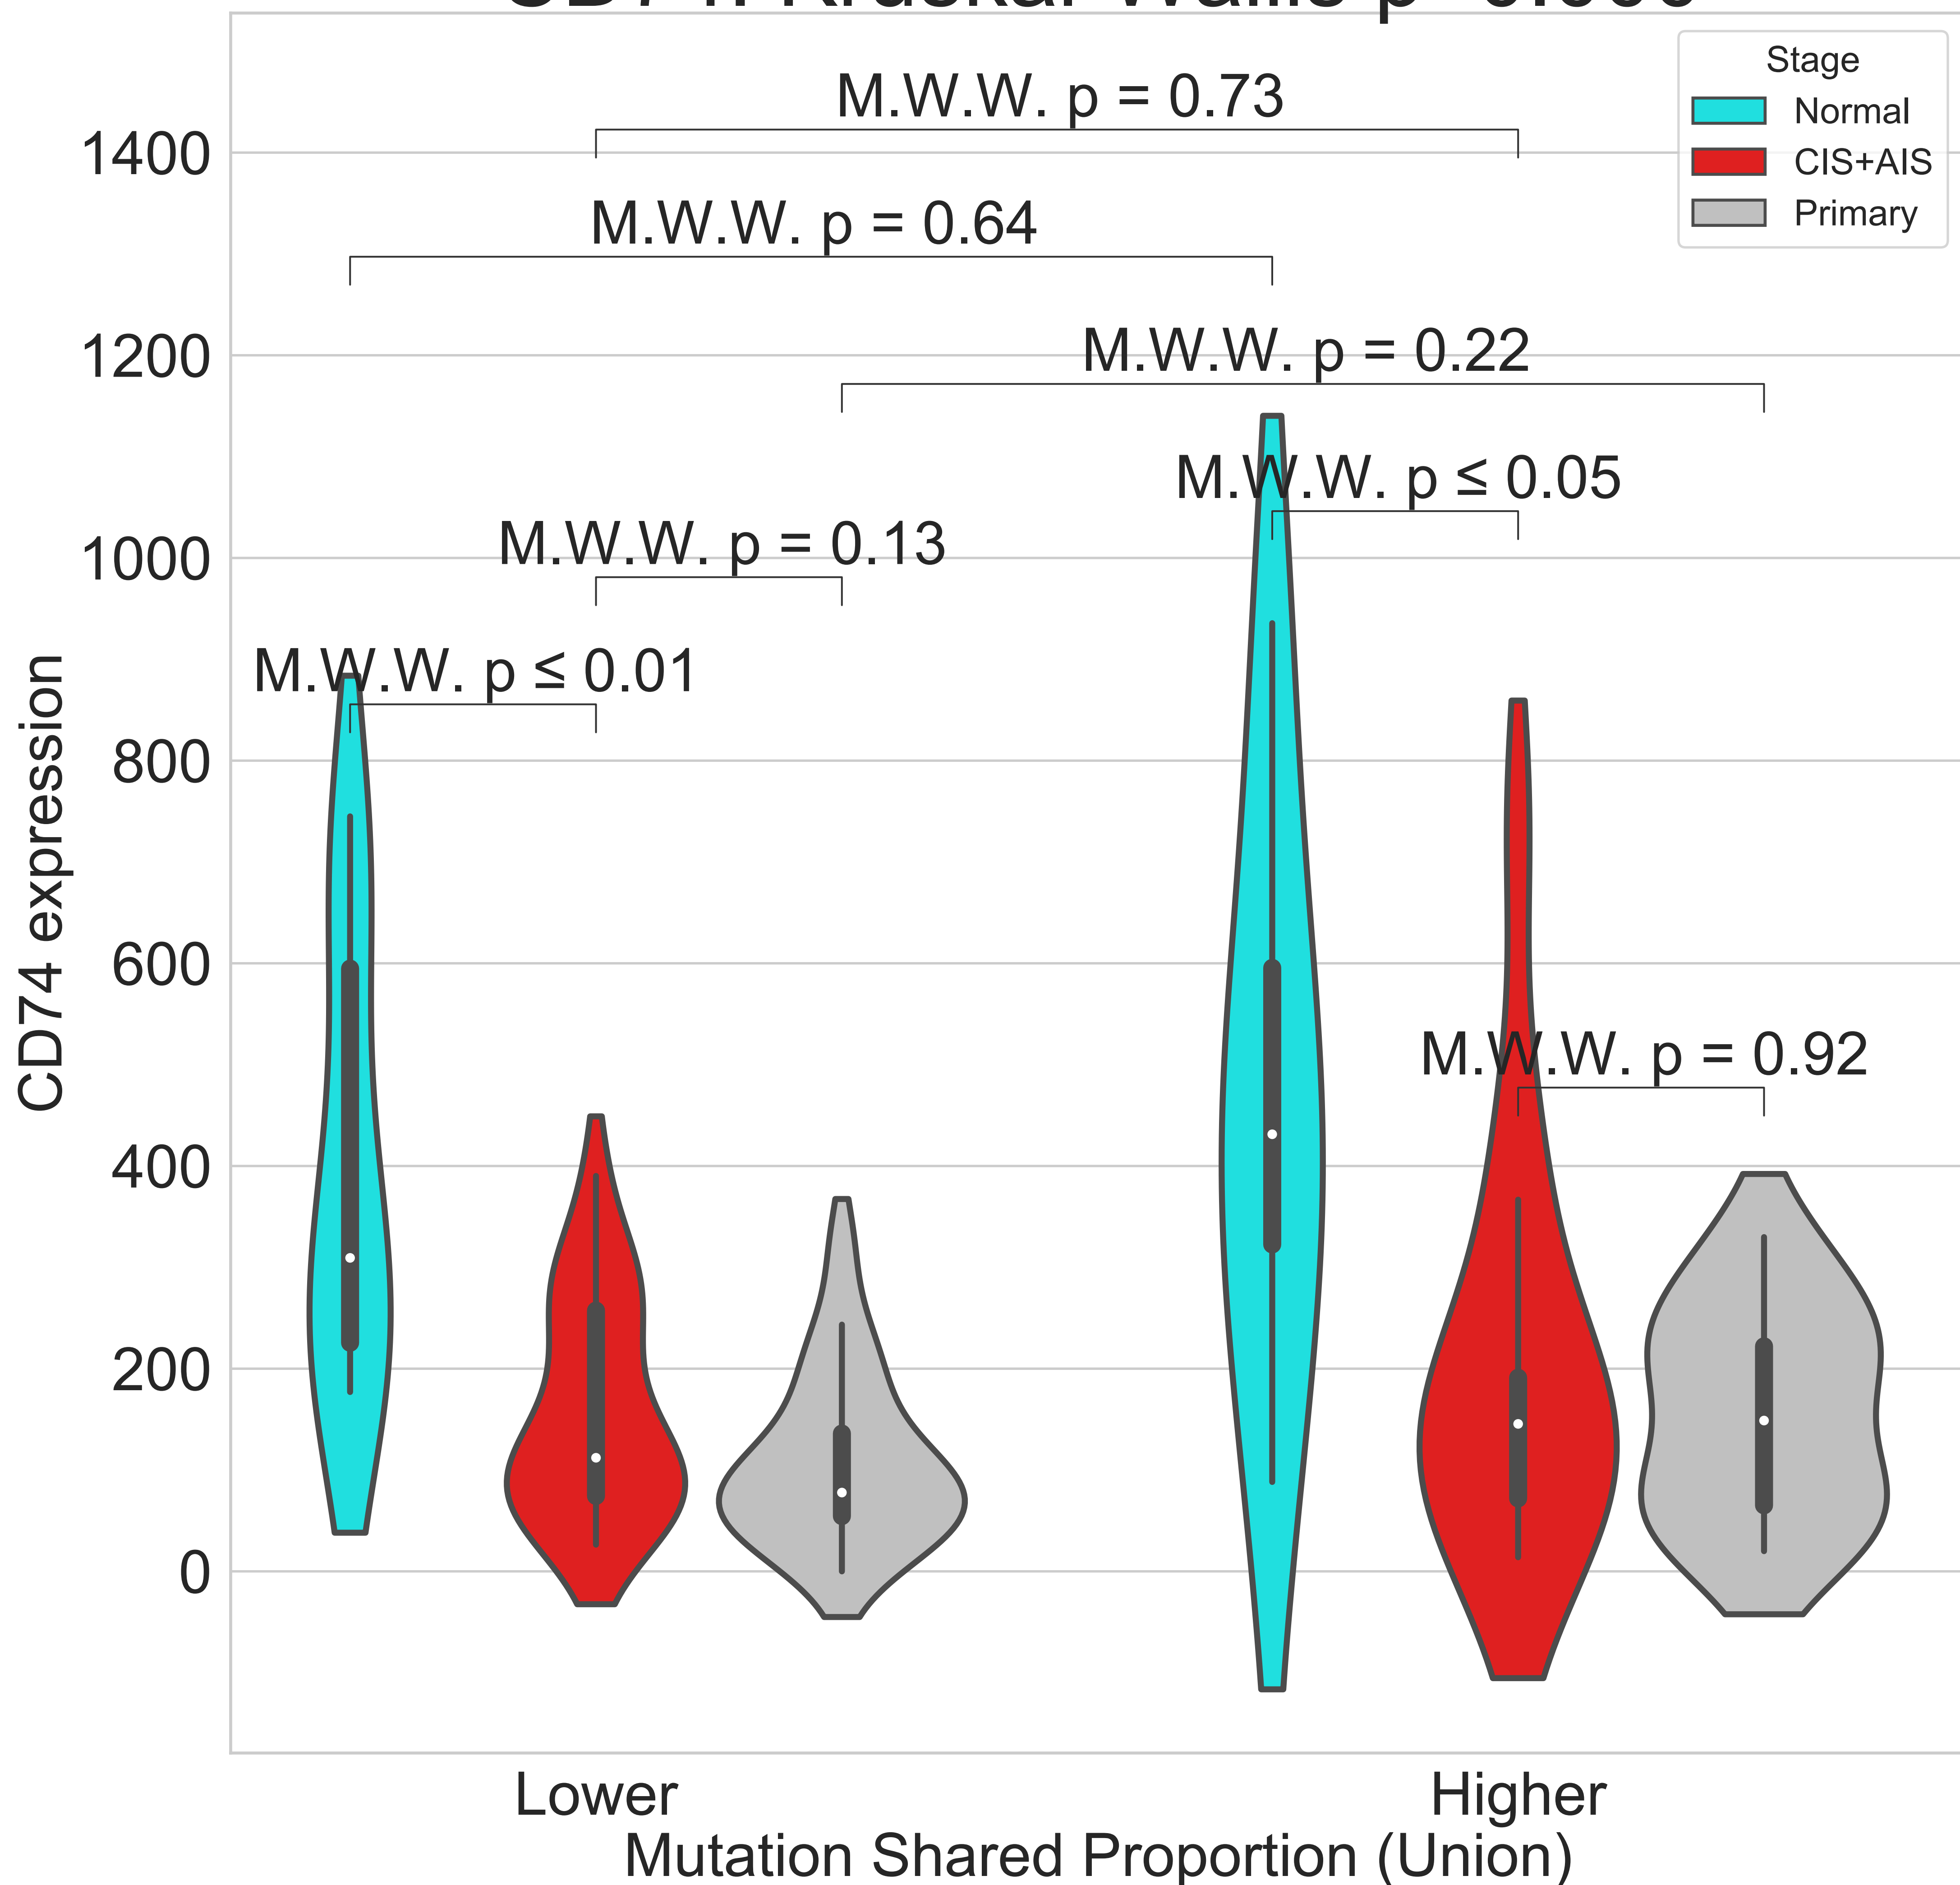 Stage
Normal
CIS+AIS
Primary
M.W.W. p = 0.73
M.W.W. p = 0.64
M.W.W. p = 0.22
M.W.W. p ≤ 0.05
M.W.W. p = 0.13
M.W.W. p ≤ 0.01
M.W.W. p = 0.92
1400
1200
1000
800
600
400
200
0
CD74 expression
Lower
Higher
Mutation Shared Proportion (Union)